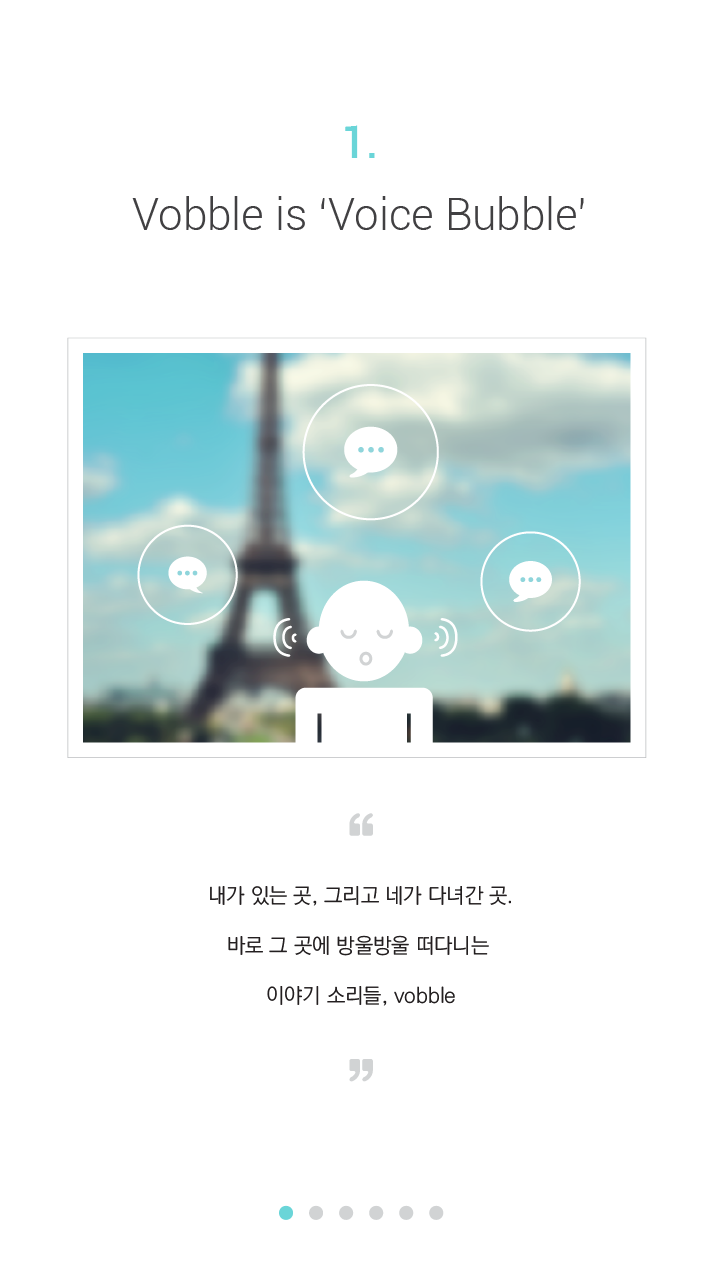 1.
Vobble is ‘Voice Bubble’
“
내가 있는 곳, 그리고 네가 다녀간 곳.
바로 그 곳에 방울방울 떠다니는
이야기 소리들, vobble
”